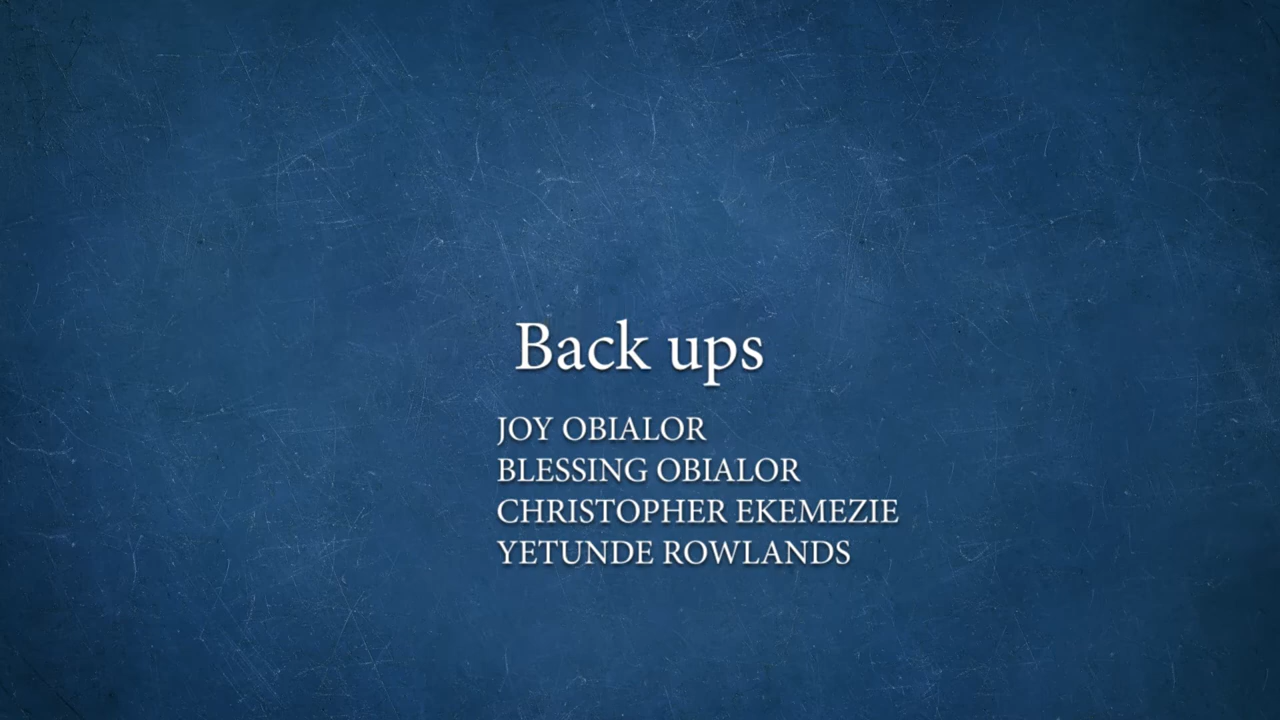 Back ups
JOY OBIALOR
BLESSING OBIALOR
CHRISTOPHER EKEMEZIE
YETUNDE ROWLANDS